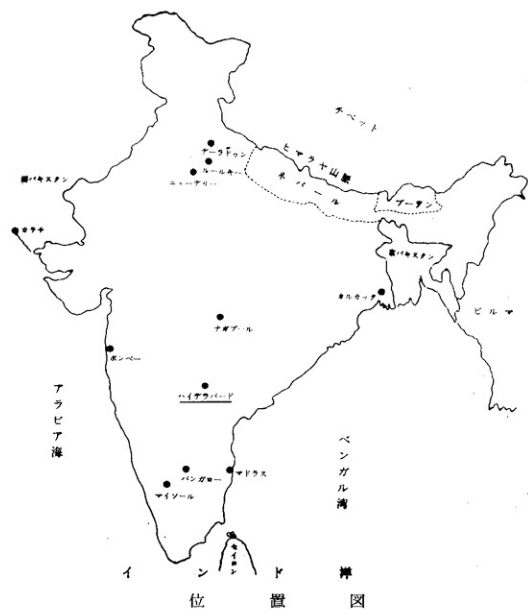 チベット
ヒマラヤ山脈
デーラドゥン
ルールキー
ニューデリー
西パキスタン
ネパール
ブータン
カラチ
東パキスタン
カルカッタ
ビルマ
ナガプール
ボンベー
ハイデラバード
アラビア海
ベンガル湾
バンガロー
マドラス
マイソール
セイロン
インド洋
位置図